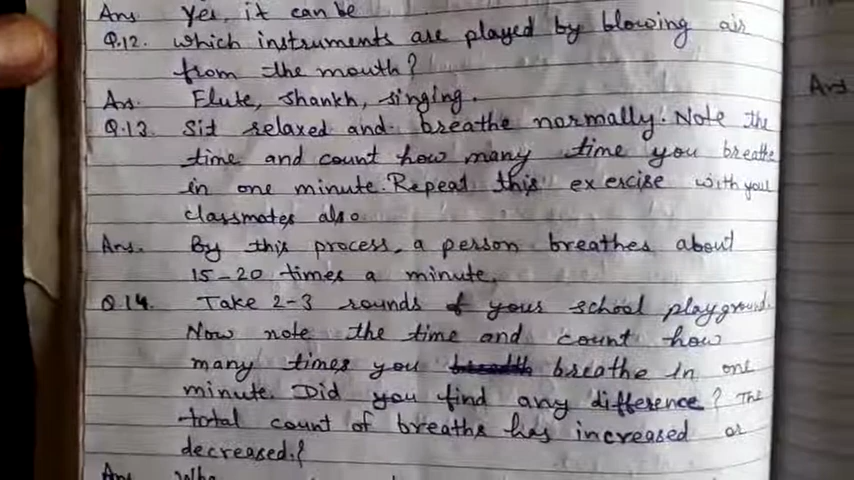 Ans Yes, it can be
Q.12. which instruments are played by blowing air
from the mouth?
Ans. Flute, Shankh, singing.
Q.13. Sit relaxed and breathe normally. Note the
time and count how many time you breathe
in one minute. Repeat this exercise with your
classmates also
Ans. By this process, a person breathes about
15-20 times a minute.
Q.14. Take 2-3 rounds of your school playground.
Now note the time and count how
many times you breathe in one
minute. Did you find any difference? The
total count of breaths has increased or
decreased?
Ans
Ans